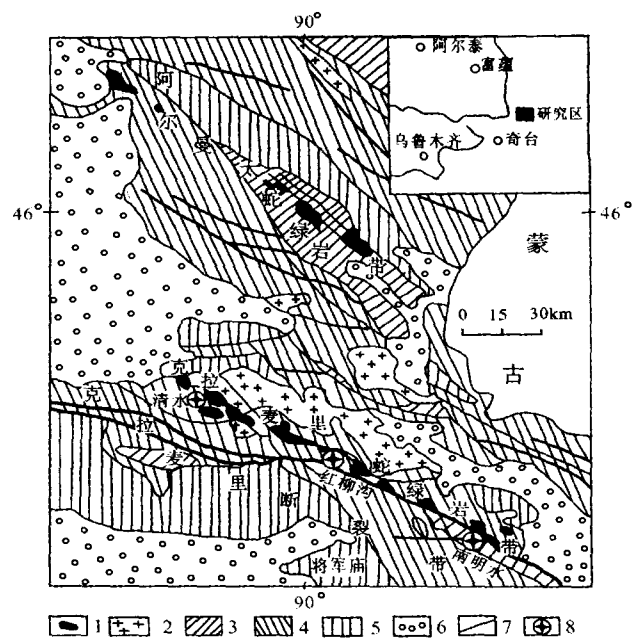 90°
阿尔泰
富蕴
研究区
乌鲁木齐
奇台
46°
46°
阿尔曼太蛇绿岩带
蒙古
0 15 30km
克拉麦里蛇绿岩带
清水
克拉麦里断裂带
红柳沟
南明水
将军庙
90°
1 2 3 4 5 6 7 8